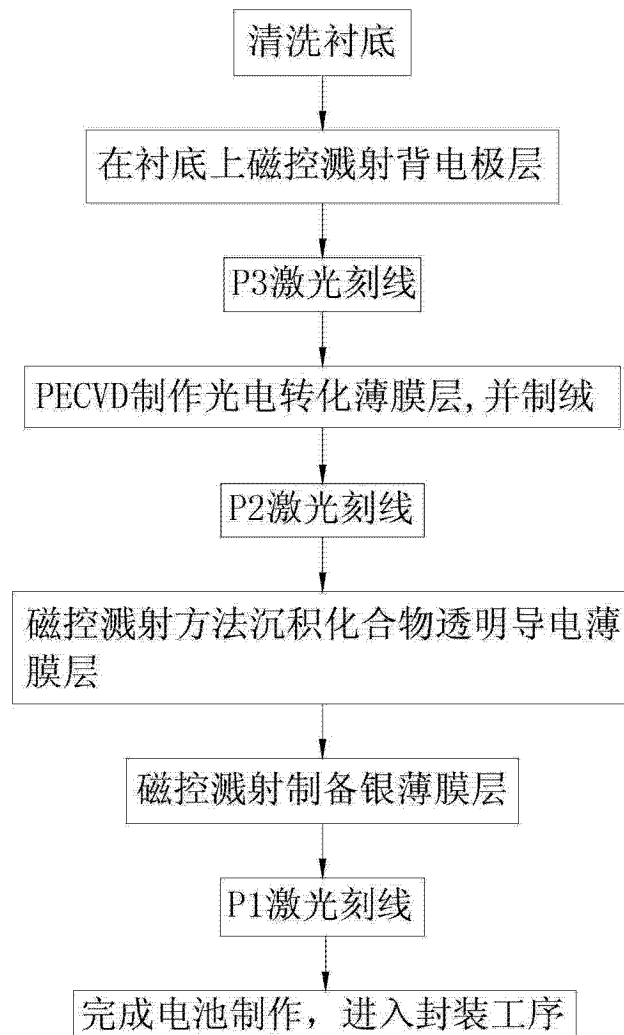 清洗衬底
在衬底上磁控溅射背电极层
P3激光刻线
PECVD制作光电转化薄膜层,并制绒
P2激光刻线
磁控溅射方法沉积化合物透明导电薄
膜层
磁控溅射制备银薄膜层
P1激光刻线
完成电池制作，进入封装工序